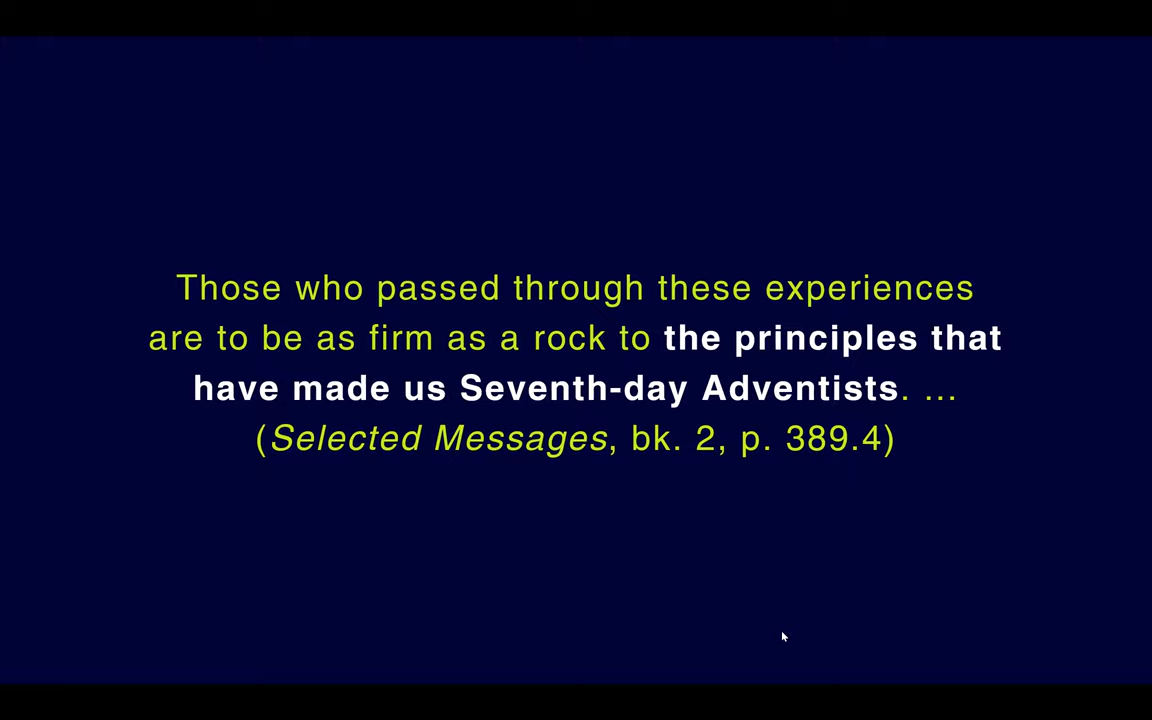 Those who passed through these experiences
are to be as firm as a rock to the principles that
have made us Seventh-day Adventists. ...
(Selected Messages, bk. 2, p. 389.4)